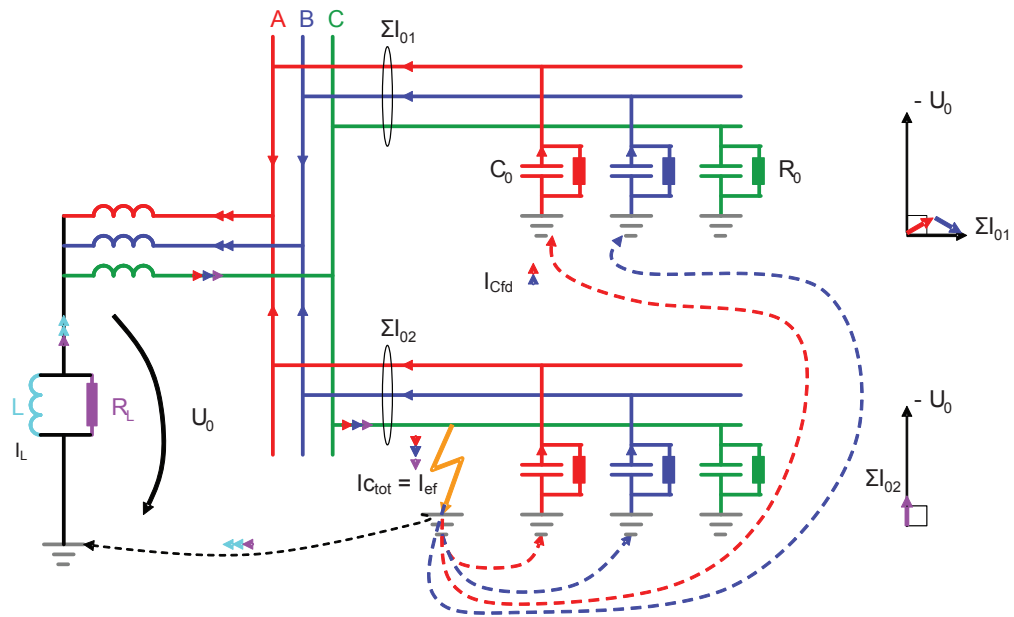 A B C
ΣI01
- U0
C0
R0
ΣI01
ICfd
ΣI02
- U0
L
RL
U0
IL
Ictot = Ief
ΣI02